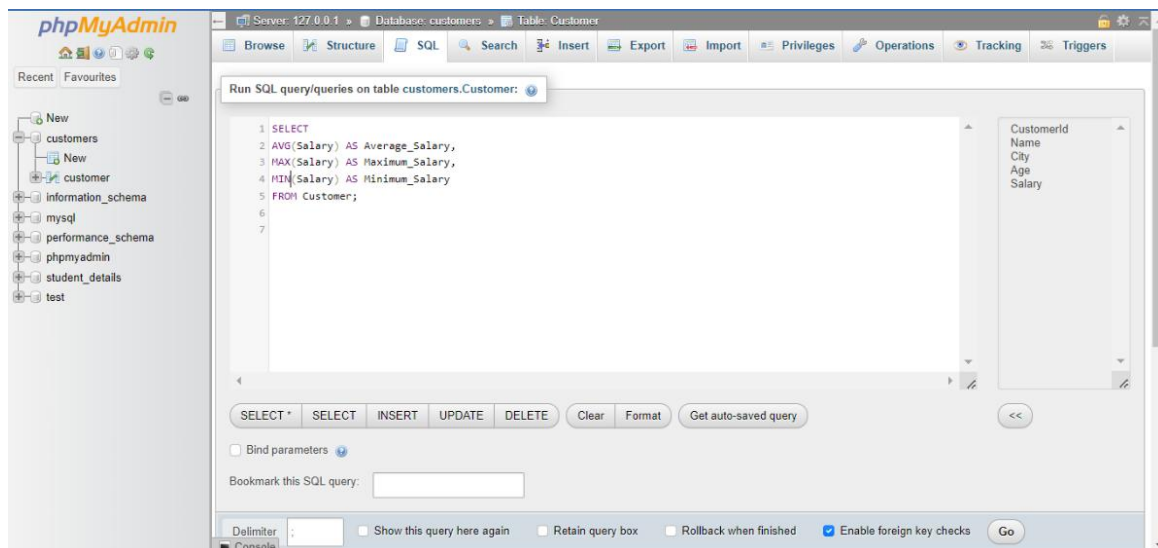 phpMyAdmin
Recent Favourites
New
customers
New
customer
information_schema
mysql
performance_schema
phpmyadmin
student_details
test
Server: 127.0.0.1 » Database: customers » Table: Customer
Browse Structure SQL Search Insert Export Import Privileges Operations Tracking Triggers
Run SQL query/queries on table customers.Customer:
1 SELECT
2 AVG(Salary) AS Average_Salary,
3 MAX(Salary) AS Maximum_Salary,
4 MIN(Salary) AS Minimum_Salary
5 FROM Customer;
6
7
CustomerId
Name
City
Age
Salary
SELECT * SELECT INSERT UPDATE DELETE Clear Format Get auto-saved query <<
Bind parameters
Bookmark this SQL query:
Delimiter ; Show this query here again Retain query box Rollback when finished Enable foreign key checks Go
Console